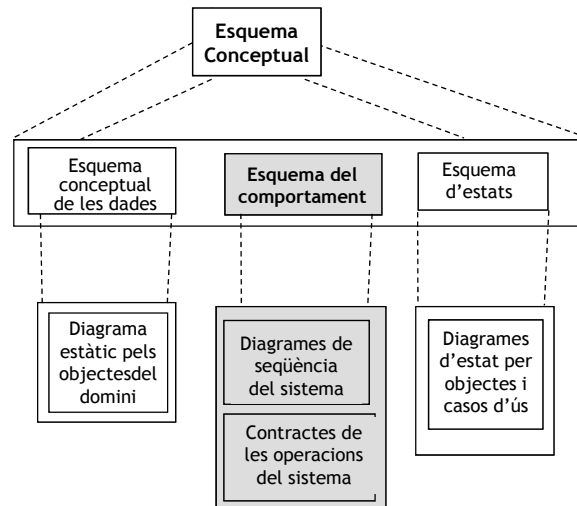 Esquema
Conceptual
Esquema
conceptual
de les dades
Esquema del
comportament
Esquema
d'estats
Diagrama
estàtic pels
objectesdel
domini
Diagrames de
seqüència
del sistema
Contractes de
les operacions
del sistema
Diagrames
d'estat per
objectes i
casos d'ús